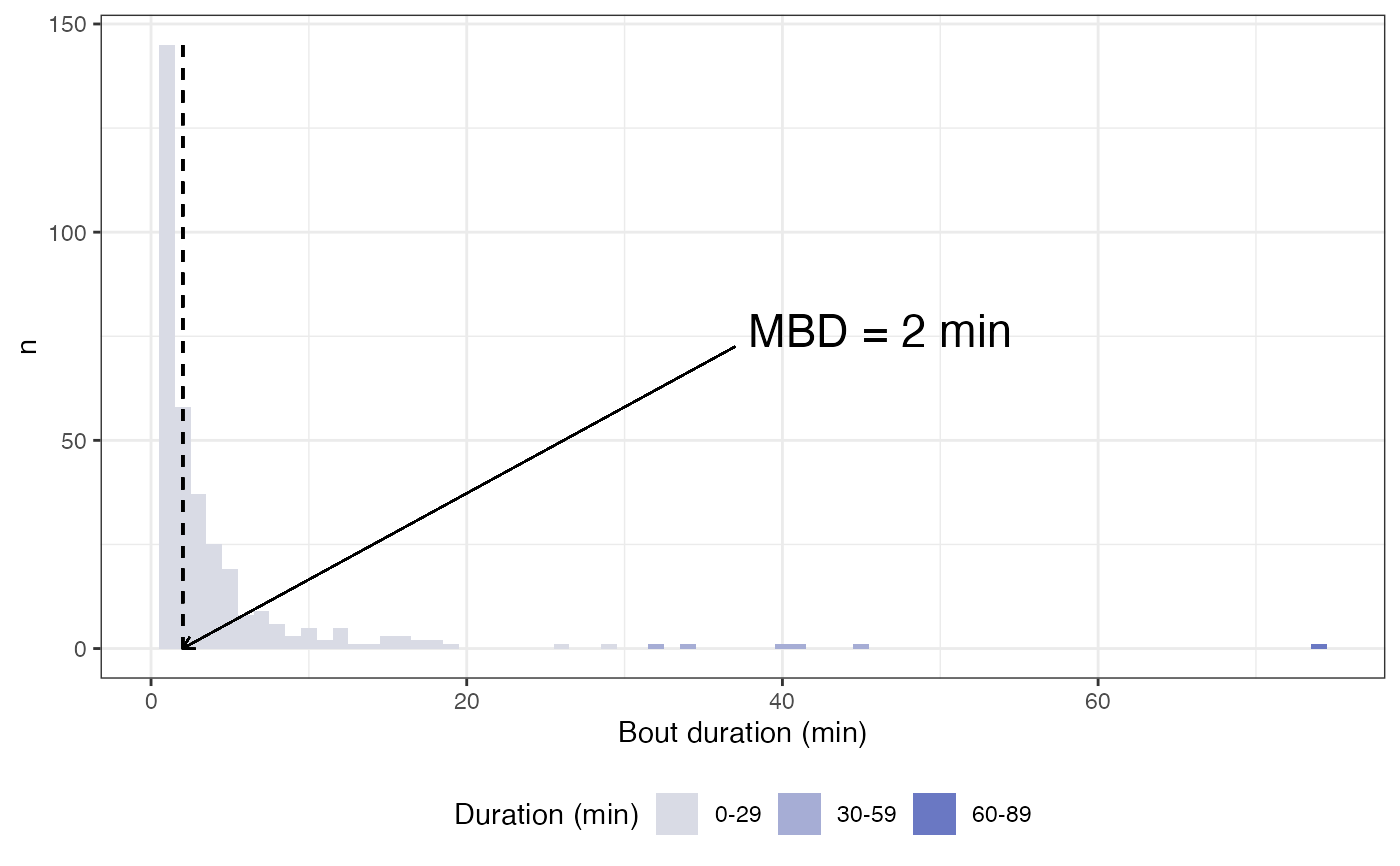 150
100
50
0
n
MBD = 2 min
0 20 40 60
Bout duration (min)
Duration (min) 0-29 30-59 60-89